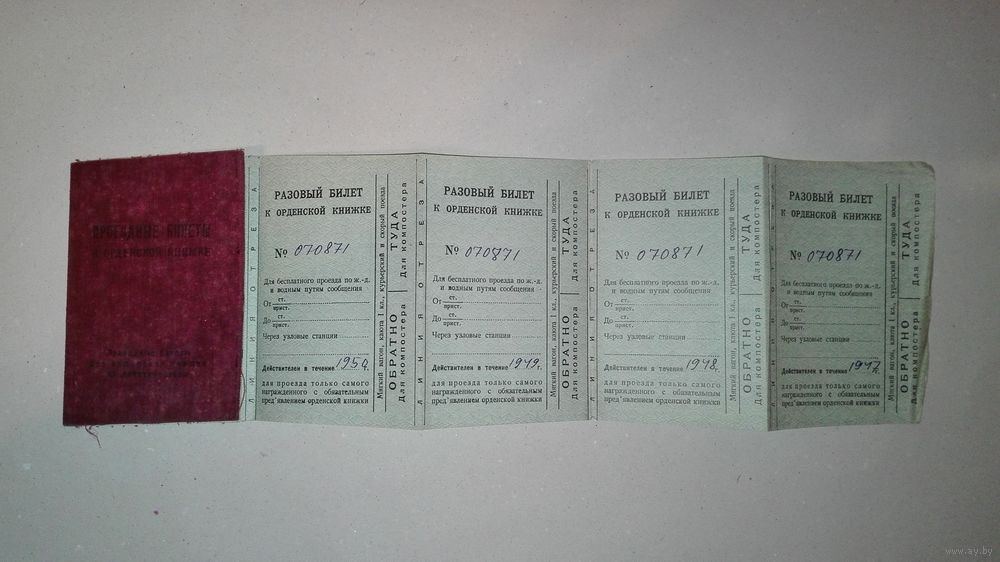 ПРОЕЗДНЫЕ БИЛЕТЫ
К ОРДЕНСКОЙ КНИЖКЕ
ЛИНИЯ ОТРЕЗА
РАЗОВЫЙ БИЛЕТ
К ОРДЕНСКОЙ КНИЖКЕ
№ 070871
Для бесплатного проезда по ж.-д.
и водным путям сообщения
От ст.
прист.
До ст.
прист.
Через узловые станции
Действителен в течение 1950г.
для проезда только самого
награжденного с обязательным
пред'явлением орденской книжки
Мягкий вагон, каюта I кл., курьерский и скорый поезда
ОБРАТНО ТУДА
Для компостера Для компостера
ЛИНИЯ ОТРЕЗА
РАЗОВЫЙ БИЛЕТ
К ОРДЕНСКОЙ КНИЖКЕ
№ 070871
Для бесплатного проезда по ж.-д.
и водным путям сообщения
От ст.
прист.
До ст.
прист.
Через узловые станции
Действителен в течение 1949г.
для проезда только самого
награжденного с обязательным
пред'явлением орденской книжки
Мягкий вагон, каюта I кл., курьерский и скорый поезда
ОБРАТНО ТУДА
Для компостера Для компостера
ЛИНИЯ ОТРЕЗА
РАЗОВЫЙ БИЛЕТ
К ОРДЕНСКОЙ КНИЖКЕ
№ 070871
Для бесплатного проезда по ж.-д.
и водным путям сообщения
От ст.
прист.
До ст.
прист.
Через узловые станции
Действителен в течение 1948г.
для проезда только самого
награжденного с обязательным
пред'явлением орденской книжки
Мягкий вагон, каюта I кл., курьерский и скорый поезда
ОБРАТНО ТУДА
Для компостера Для компостера
ЛИНИЯ ОТРЕЗА
РАЗОВЫЙ БИЛЕТ
К ОРДЕНСКОЙ КНИЖКЕ
№ 070871
Для бесплатного проезда по ж.-д.
и водным путям сообщения
От ст.
прист.
До ст.
прист.
Через узловые станции
Действителен в течение 1947г.
для проезда только самого
награжденного с обязательным
пред'явлением орденской книжки
Мягкий вагон, каюта I кл., курьерский и скорый поезда
ОБРАТНО ТУДА
Для компостера Для компостера
www.ay.by